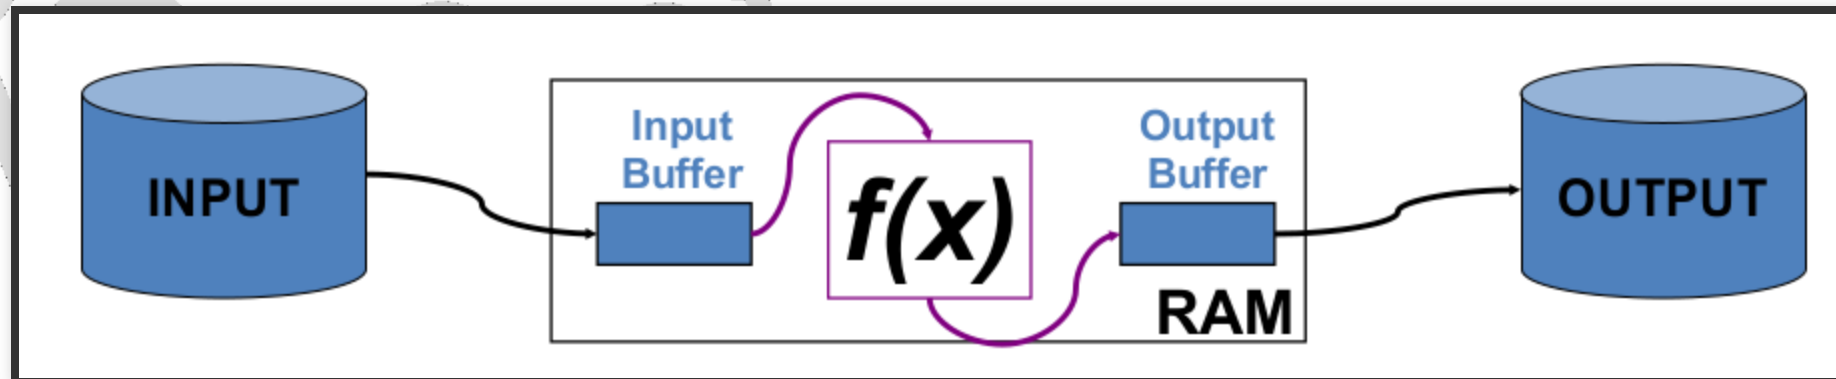 INPUT
Input
Buffer
f(x)
Output
Buffer
RAM
OUTPUT